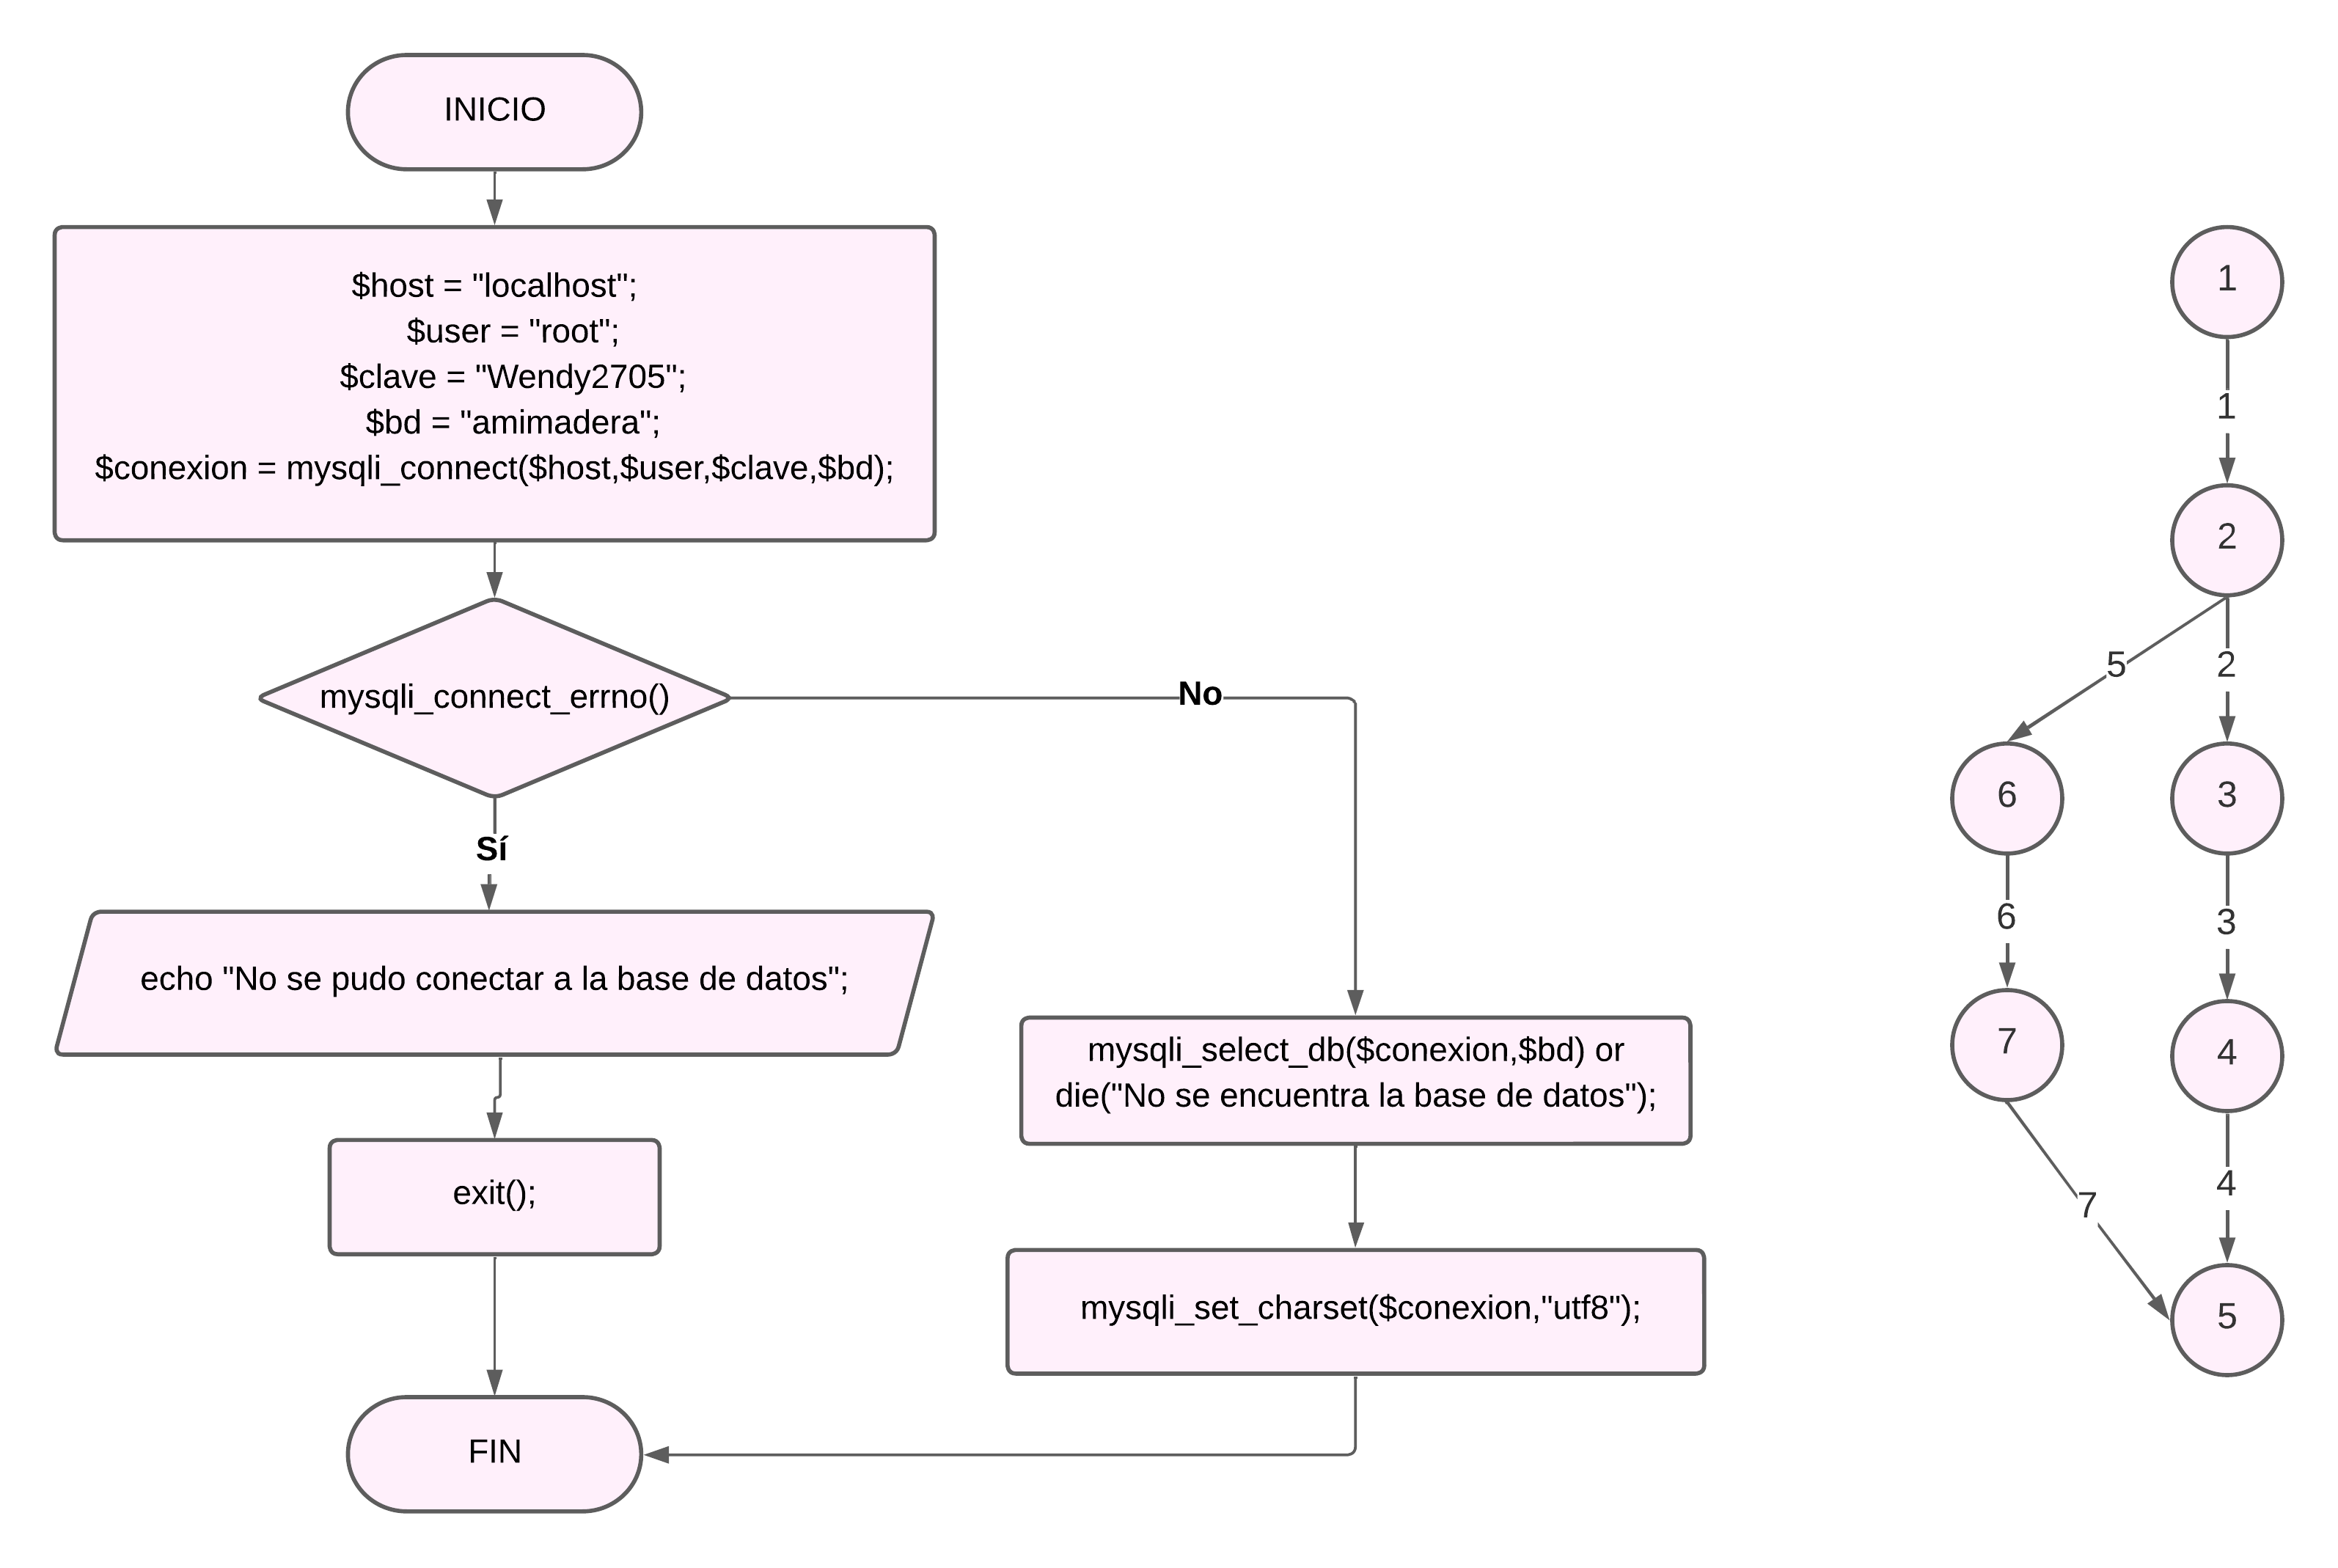 INICIO
$host = "localhost";
$user = "root";
$clave = "Wendy2705";
$bd = "amimadera";
$conexion = mysqli_connect($host,$user,$clave,$bd);
mysqli_connect_errno()
No
Sí
echo "No se pudo conectar a la base de datos";
exit();
FIN
mysqli_select_db($conexion,$bd) or
die("No se encuentra la base de datos");
mysqli_set_charset($conexion,"utf8");
1
1
2
5
2
6
3
6
3
7
4
7
4
5